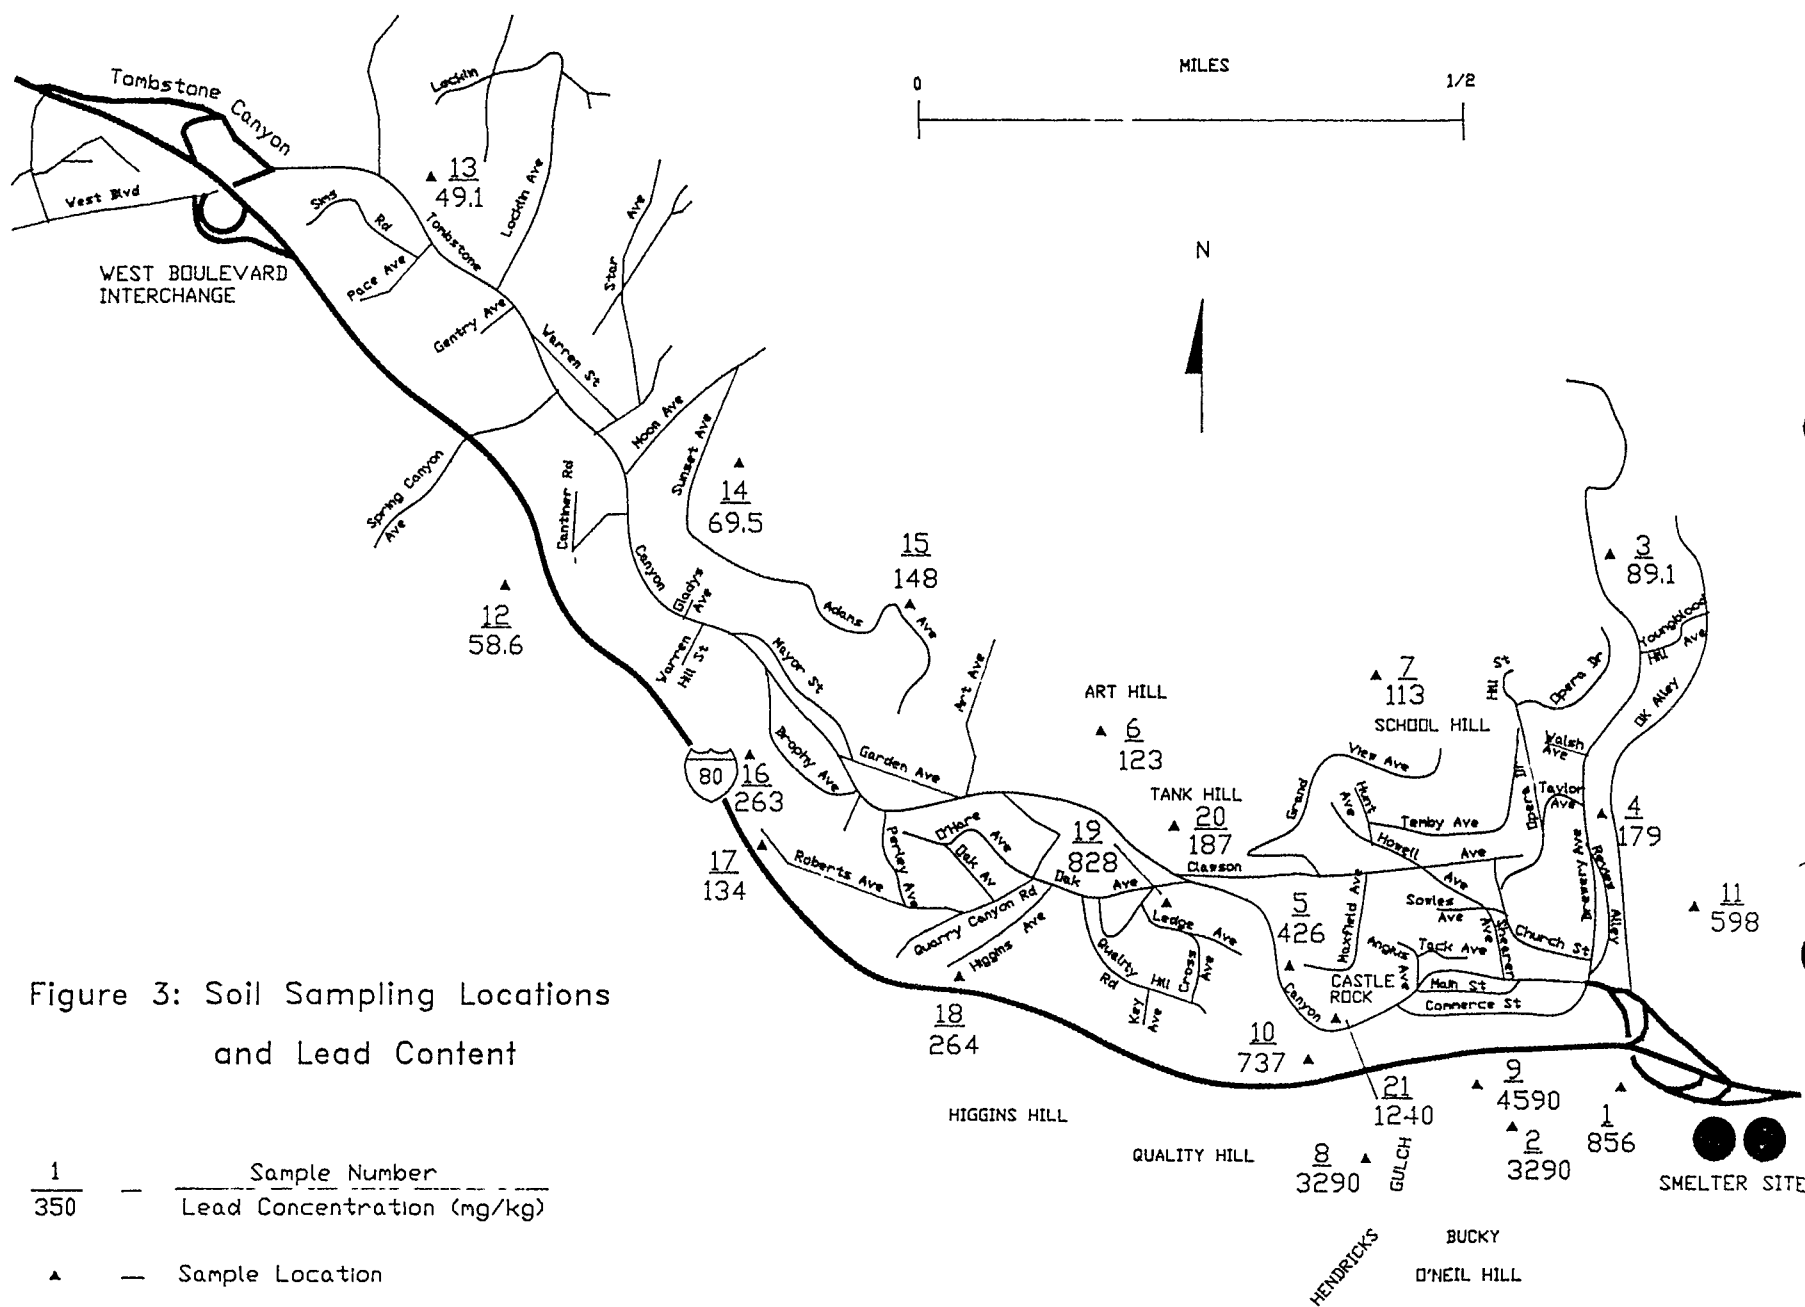 Tombstone Canyon
West Blvd
WEST BOULEVARD
INTERCHANGE
Lockin
MILES
0
1/2
N
13
49.1
Sims
Rd
Pace Ave
Tombstone
Locklin Ave
Gentry Ave
Star
Ave
Warren St
Moon Ave
Sunset Ave
Spring Canyon
Ave
Cantiner Rd
14
69.5
15
148
12
58.6
Canyon
Gladys
Ave
Warren
Hill St
Adams
Ave
Mayor St
Brophy Ave
Garden Ave
Art Ave
ART HILL
6
123
7
113
SCHOOL HILL
3
89.1
Youngblood
Hill Ave
OK Alley
Hill
St
Opera Dr
Walsh
Ave
Taylor
Ave
Opera Dr
4
179
80
16
263
17
134
Roberts Ave
Perley Ave
O'Hare
Ave
Oak Av
Quarry Canyon Rd
Higgins Ave
18
264
TANK HILL
20
187
19
828
Oak Ave
Clawson
Ave
Grand
View Ave
Hunt
Ave
Temby Ave
Howell
Ave
Sowles
Ave
Brewery Ave
Alley
11
598
5
426
Maxfield Ave
Ledge Ave
Quality
Hill
Rd
Cross
Ave
Key
Ave
Angius
Ave
Tack Ave
Shearer
Ave
Church St
Main St
Commerce St
CASTLE
ROCK
Canyon
10
737
21
1240
9
4590
2
3290
1
856
8
3290
HIGGINS HILL
QUALITY HILL
HENDRICKS
GULCH
BUCKY
O'NEIL HILL
SMELTER SITE
Figure 3: Soil Sampling Locations
and Lead Content
1
350
— Sample Number
Lead Concentration (mg/kg)
— Sample Location